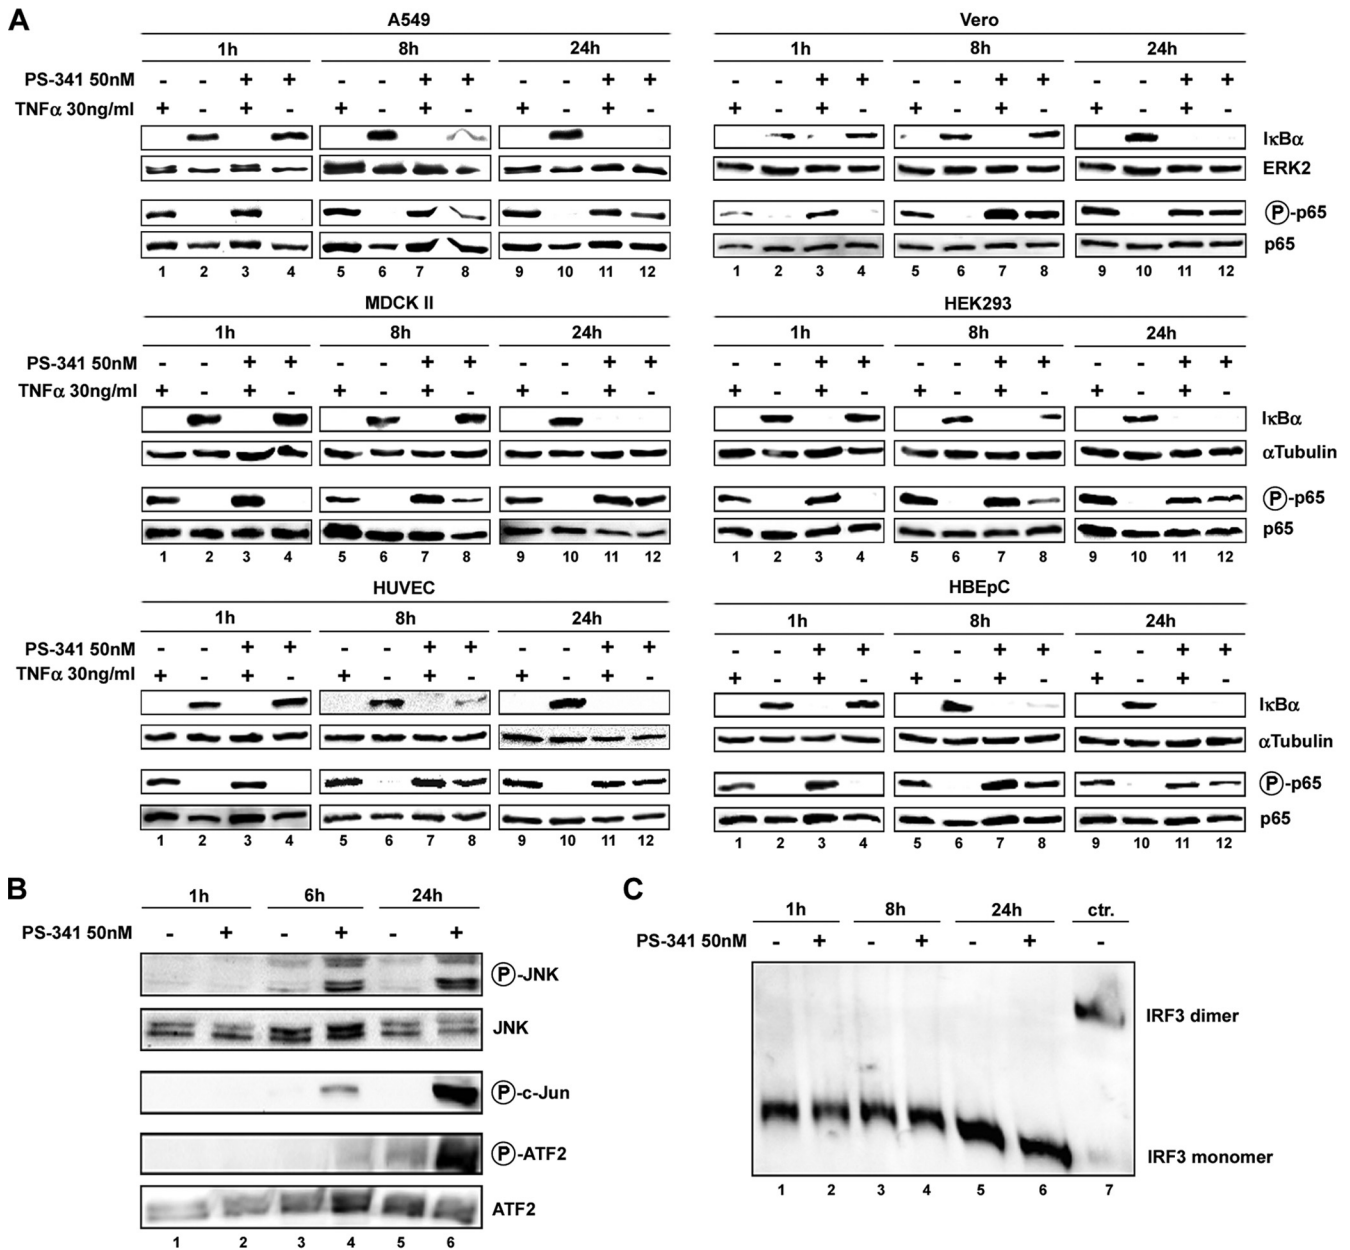 A
A549
1h 8h 24h
PS-341 50nM - - + + - - + + - - + +
TNFα 30ng/ml + - + - + - + - + - + -
1 2 3 4 5 6 7 8 9 10 11 12
Vero
1h 8h 24h
- - + + - - + + - - + +
+ - + - + - + - + - + -
IκBα
ERK2
P-p65
p65
1 2 3 4 5 6 7 8 9 10 11 12
MDCK II
1h 8h 24h
PS-341 50nM - - + + - - + + - - + +
TNFα 30ng/ml + - + - + - + - + - + -
1 2 3 4 5 6 7 8 9 10 11 12
HEK293
1h 8h 24h
- - + + - - + + - - + +
+ - + - + - + - + - + -
IκBα
αTubulin
P-p65
p65
1 2 3 4 5 6 7 8 9 10 11 12
HUVEC
1h 8h 24h
PS-341 50nM - - + + - - + + - - + +
TNFα 30ng/ml + - + - + - + - + - + -
1 2 3 4 5 6 7 8 9 10 11 12
HBEpC
1h 8h 24h
- - + + - - + + - - + +
+ - + - + - + - + - + -
IκBα
αTubulin
P-p65
p65
1 2 3 4 5 6 7 8 9 10 11 12
B
1h 6h 24h
PS-341 50nM - + - + - +
P-JNK
JNK
P-c-Jun
P-ATF2
ATF2
1 2 3 4 5 6
C
1h 8h 24h ctr.
PS-341 50nM - + - + - + -
IRF3 dimer
IRF3 monomer
1 2 3 4 5 6 7